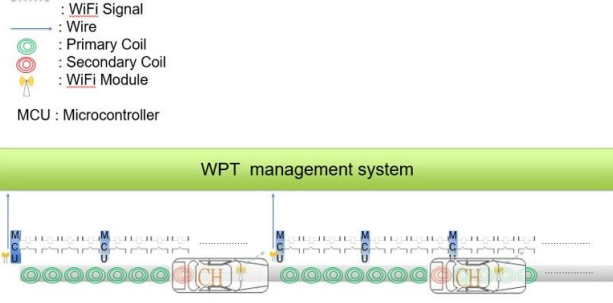 : WiFi Signal
: Wire
: Primary Coil
: Secondary Coil
: WiFi Module
MCU : Microcontroller
WPT management system
MCU
MCU
MCU
MCU
MCU
CH
CH